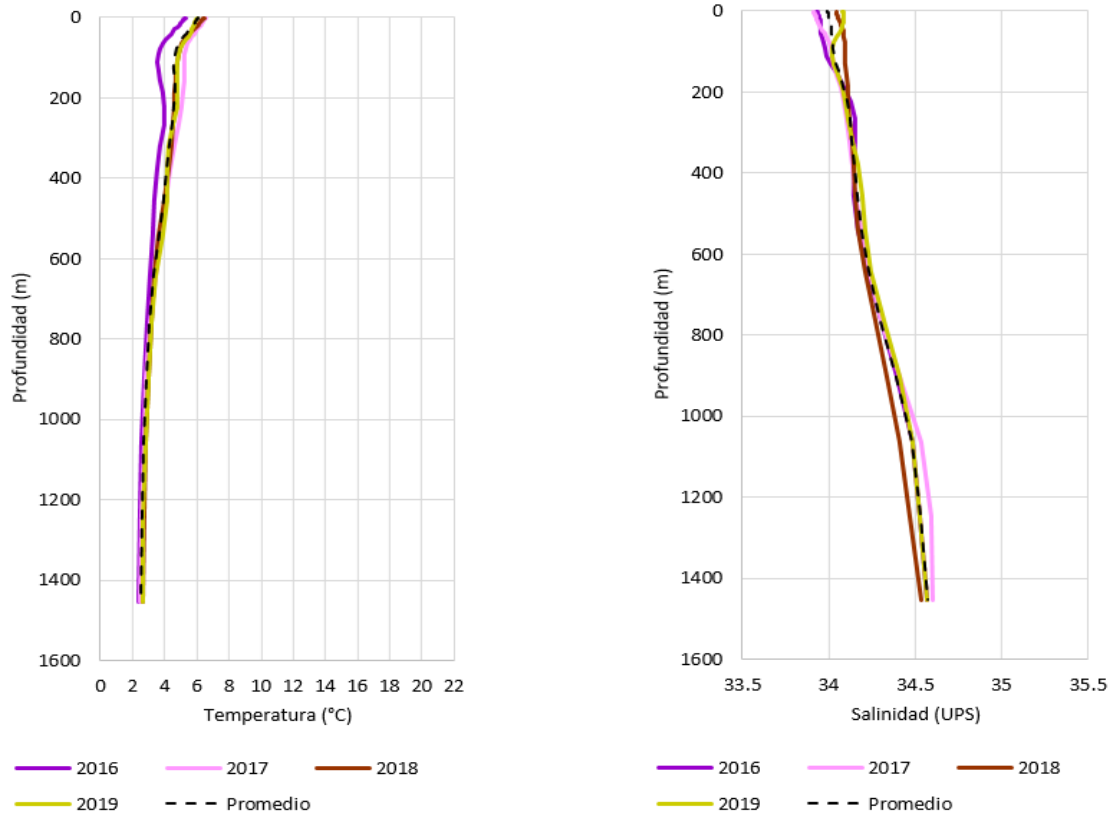 0
200
400
600
800
1000
1200
1400
1600
Profundidad (m)
0 2 4 6 8 10 12 14 16 18 20 22
Temperatura (°C)
2016 2017 2018
2019 Promedio
0
200
400
600
800
1000
1200
1400
1600
Profundidad (m)
33.5 34 34.5 35 35.5
Salinidad (UPS)
2016 2017 2018
2019 Promedio